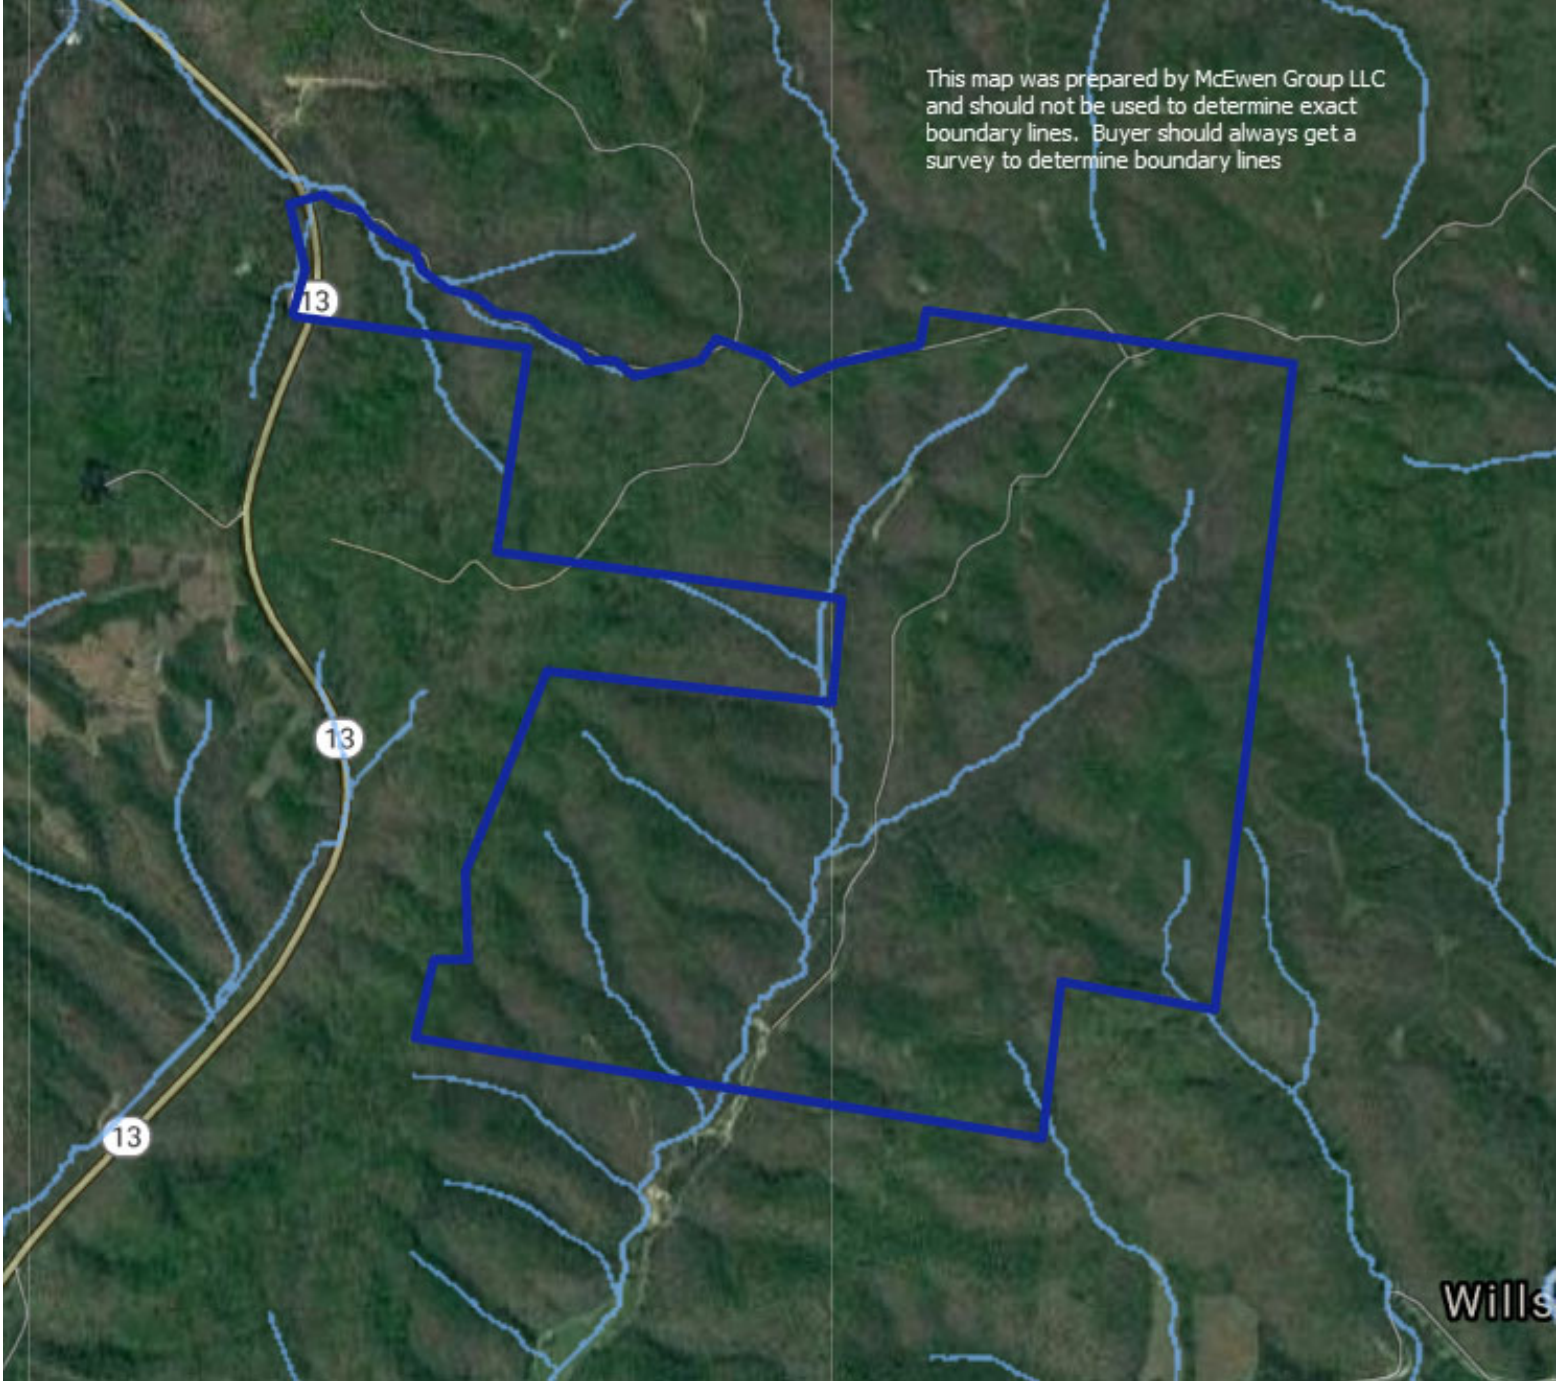 This map was prepared by McEwen Group LLC
and should not be used to determine exact
boundary lines.  Buyer should always get a
survey to determine boundary lines
13
13
13
Wills